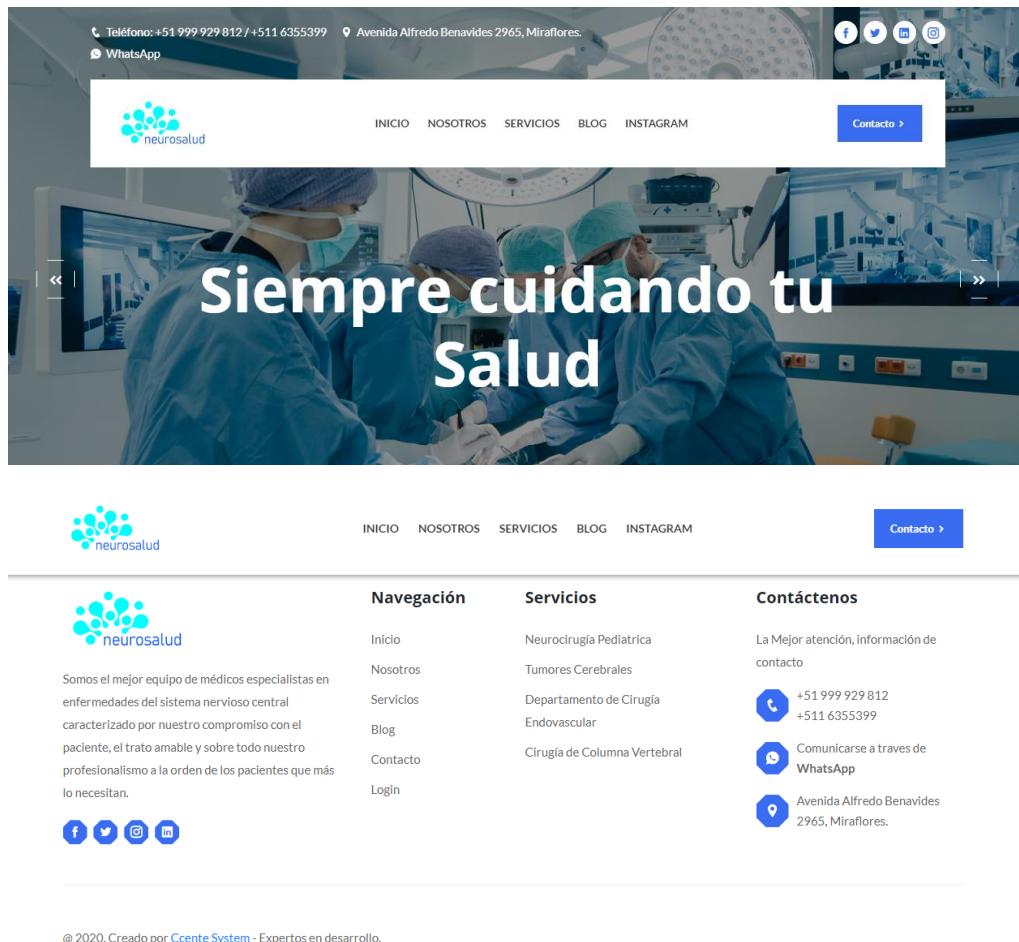 Teléfono: +51 999 929 812 / +511 6355399 Avenida Alfredo Benavides 2965, Miraflores.
WhatsApp
neurosalud
INICIO NOSOTROS SERVICIOS BLOG INSTAGRAM
Contacto >
Siempre cuidando tu
Salud
neurosalud
INICIO NOSOTROS SERVICIOS BLOG INSTAGRAM
Contacto >
neurosalud
Somos el mejor equipo de médicos especialistas en
enfermedades del sistema nervioso central
caracterizado por nuestro compromiso con el
paciente, el trato amable y sobre todo nuestro
profesionalismo a la orden de los pacientes que más
lo necesitan.
Navegación
Inicio
Nosotros
Servicios
Blog
Contacto
Login
Servicios
Neurocirugía Pediatrica
Tumores Cerebrales
Departamento de Cirugía
Endovascular
Cirugía de Columna Vertebral
Contáctenos
La Mejor atención, información de
contacto
+51 999 929 812
+511 6355399
Comunicarse a traves de
WhatsApp
Avenida Alfredo Benavides
2965, Miraflores.
@ 2020. Creado por Ccente System - Expertos en desarrollo.